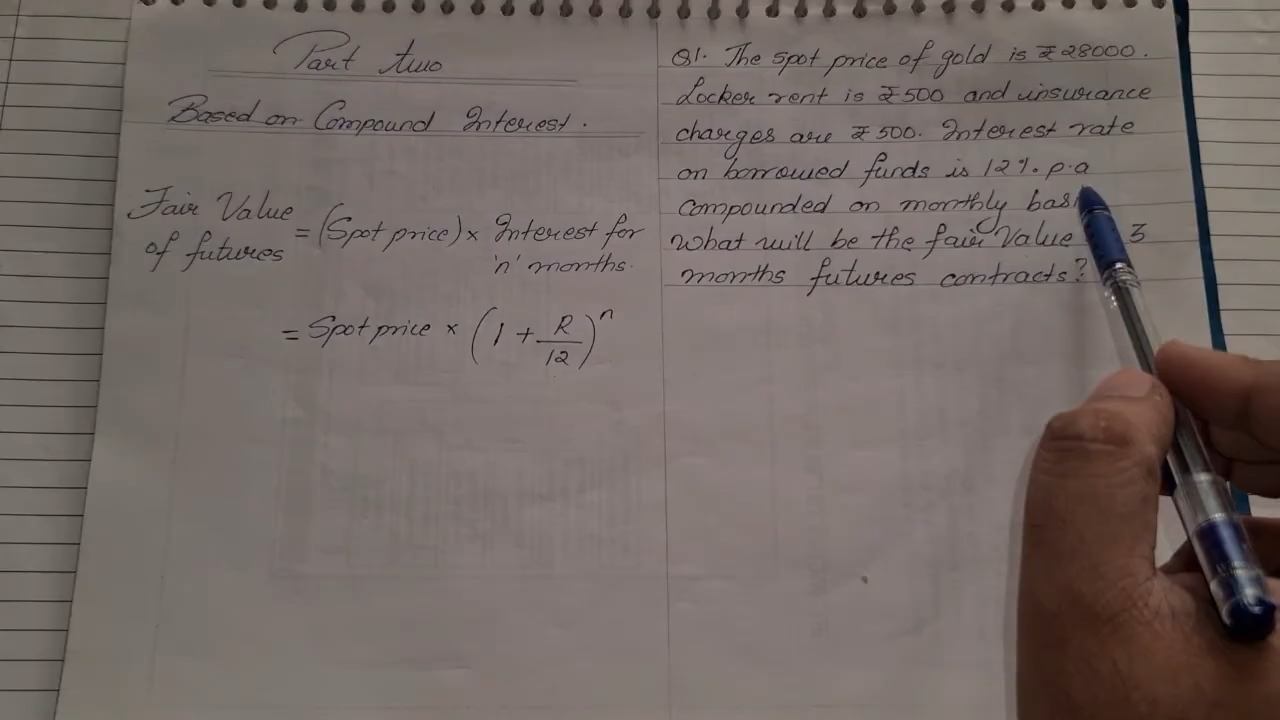 Part two
Based on Compound Interest.
Fair Value of futures = (Spot price) × Interest for 'n' months.
= Spot price × (1 + R/12)^n
Q1. The spot price of gold is ₹28000.
Locker rent is ₹500 and insurance
charges are ₹500. Interest rate
on borrowed funds is 12% p.a
compounded on monthly bas
What will be the fair Value 3
months futures contracts?